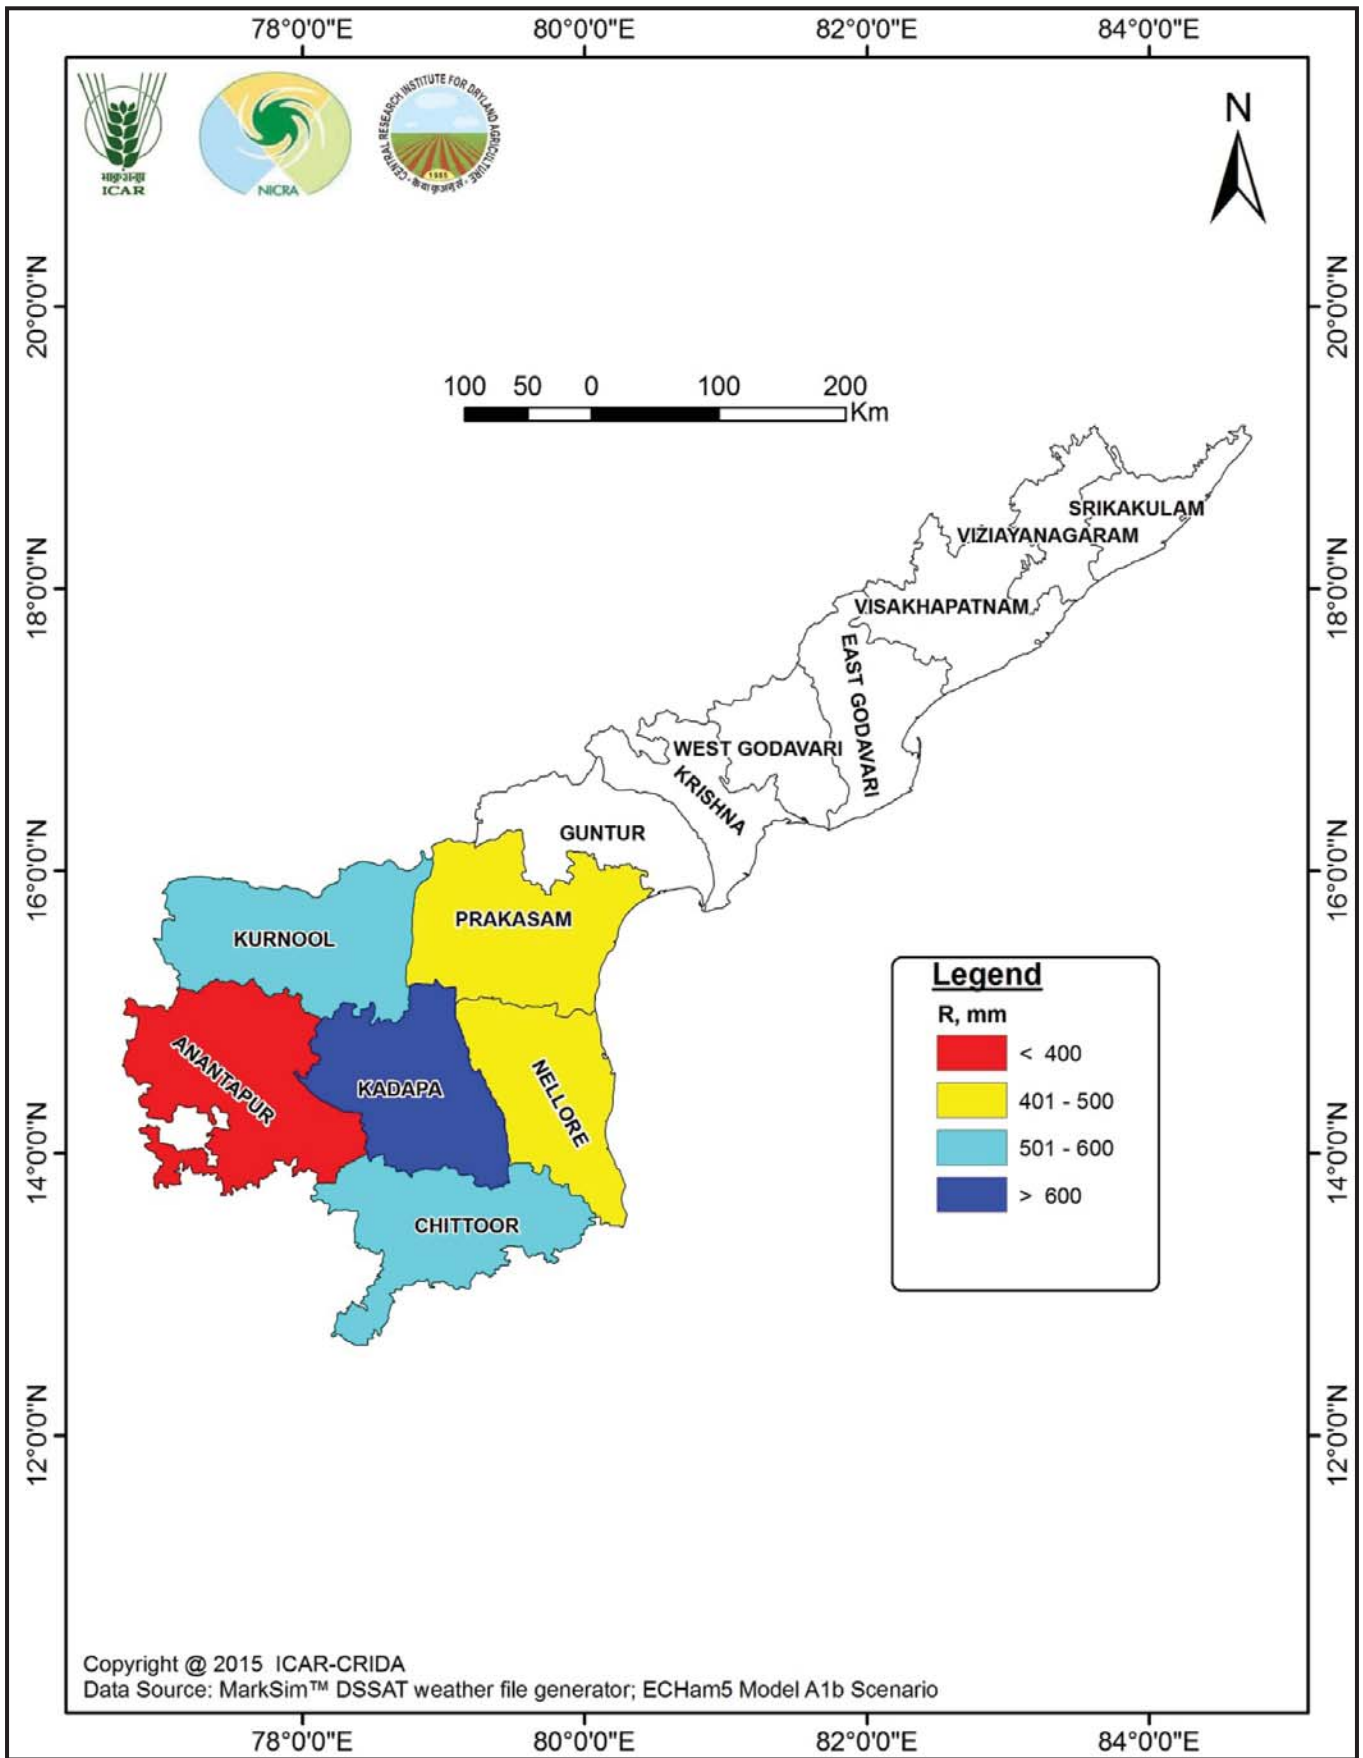 78°0'0"E 80°0'0"E 82°0'0"E 84°0'0"E
भाकृअनुप
ICAR
NICRA
CENTRAL RESEARCH INSTITUTE FOR DRYLAND AGRICULTURE
1985
N
20°0'0"N
20°0'0"N
100 50 0 100 200
Km
SRIKAKULAM
VIZIAYANAGARAM
18°0'0"N
18°0'0"N
VISAKHAPATNAM
EAST GODAVARI
WEST GODAVARI
KRISHNA
GUNTUR
16°0'0"N
16°0'0"N
PRAKASAM
KURNOOL
ANANTAPUR
KADAPA
NELLORE
CHITTOOR
Legend
R, mm
< 400
401 - 500
501 - 600
> 600
14°0'0"N
14°0'0"N
12°0'0"N
12°0'0"N
Copyright @ 2015 ICAR-CRIDA
Data Source: MarkSim™ DSSAT weather file generator; ECHam5 Model A1b Scenario
78°0'0"E 80°0'0"E 82°0'0"E 84°0'0"E